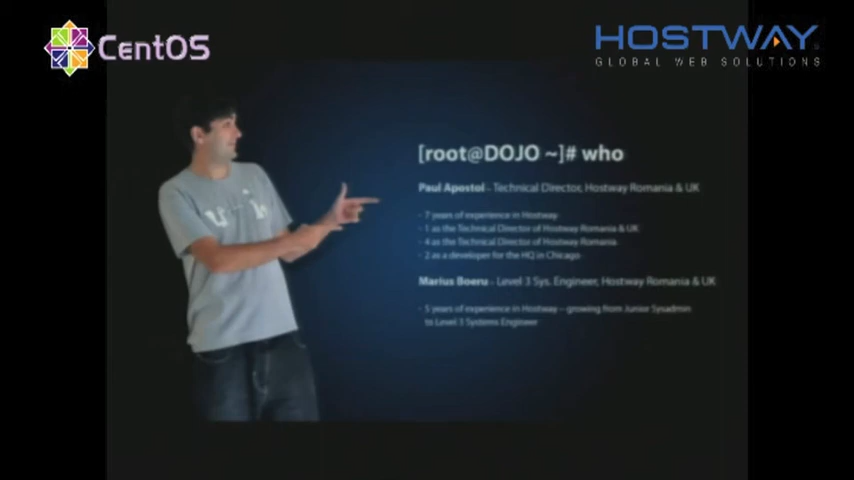 CentOS
HOSTWAY
GLOBAL WEB SOLUTIONS
[root@DOJO ~]# who
Paul Apostol - Technical Director, Hostway Romania & UK
- 7 years of experience in Hostway
- 1 as the Technical Director of Hostway Romania & UK
- 4 as the Technical Director of Hostway Romania
- 2 as a developer for the HQ in Chicago
Marius Boeru - Level 3 Sys. Engineer, Hostway Romania & UK
- 5 years of experience in Hostway – growing from Junior Sysadmin
to Level 3 Systems Engineer